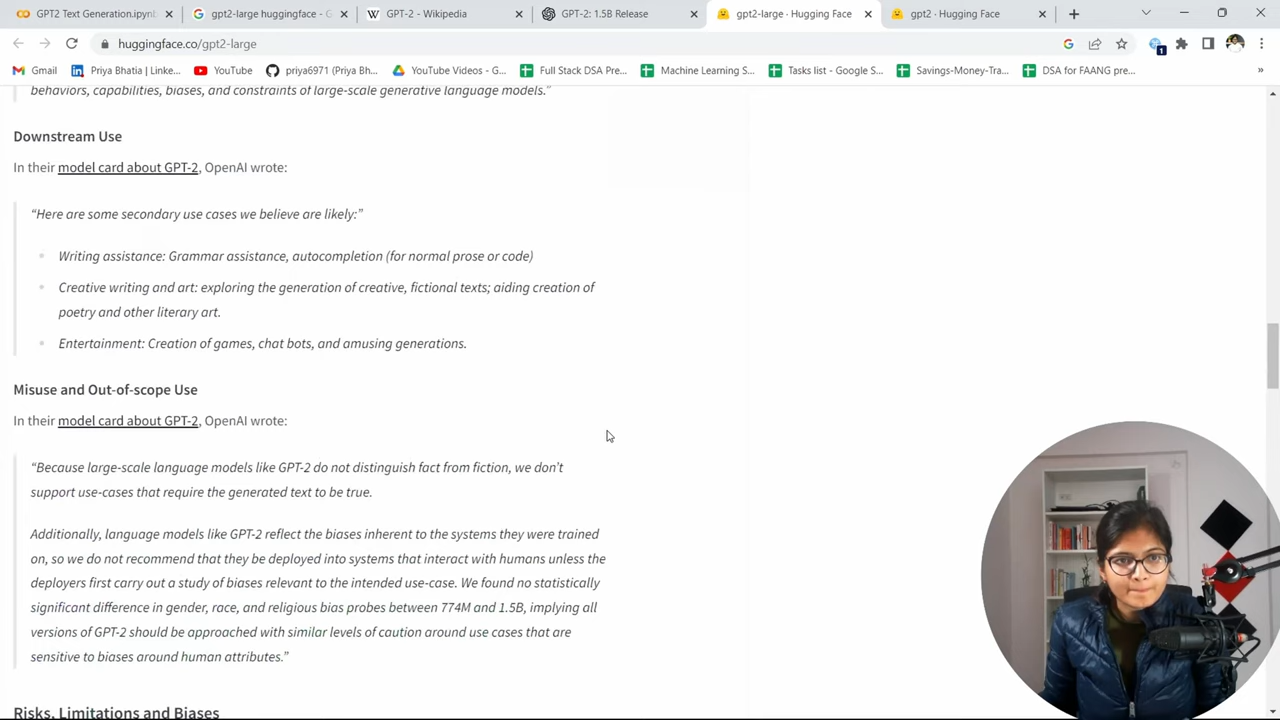 GPT2 Text Generation.ipynb
gpt2-large huggingface - G
GPT-2 - Wikipedia
GPT-2: 1.5B Release
gpt2-large · Hugging Face
gpt2 · Hugging Face
huggingface.co/gpt2-large
1
Gmail
Priya Bhatia | Linke...
YouTube
priya6971 (Priya Bh...
YouTube Videos - G...
Full Stack DSA Pre...
Machine Learning S...
Tasks list - Google S...
Savings-Money-Tra...
DSA for FAANG pre...
»
behaviors, capabilities, biases, and constraints of large-scale generative language models.”
Downstream Use
In their model card about GPT-2, OpenAI wrote:
“Here are some secondary use cases we believe are likely:”
Writing assistance: Grammar assistance, autocompletion (for normal prose or code)
Creative writing and art: exploring the generation of creative, fictional texts; aiding creation of
poetry and other literary art.
Entertainment: Creation of games, chat bots, and amusing generations.
Misuse and Out-of-scope Use
In their model card about GPT-2, OpenAI wrote:
“Because large-scale language models like GPT-2 do not distinguish fact from fiction, we don’t
support use-cases that require the generated text to be true.
Additionally, language models like GPT-2 reflect the biases inherent to the systems they were trained
on, so we do not recommend that they be deployed into systems that interact with humans unless the
deployers first carry out a study of biases relevant to the intended use-case. We found no statistically
significant difference in gender, race, and religious bias probes between 774M and 1.5B, implying all
versions of GPT-2 should be approached with similar levels of caution around use cases that are
sensitive to biases around human attributes.”
Risks, Limitations and Biases